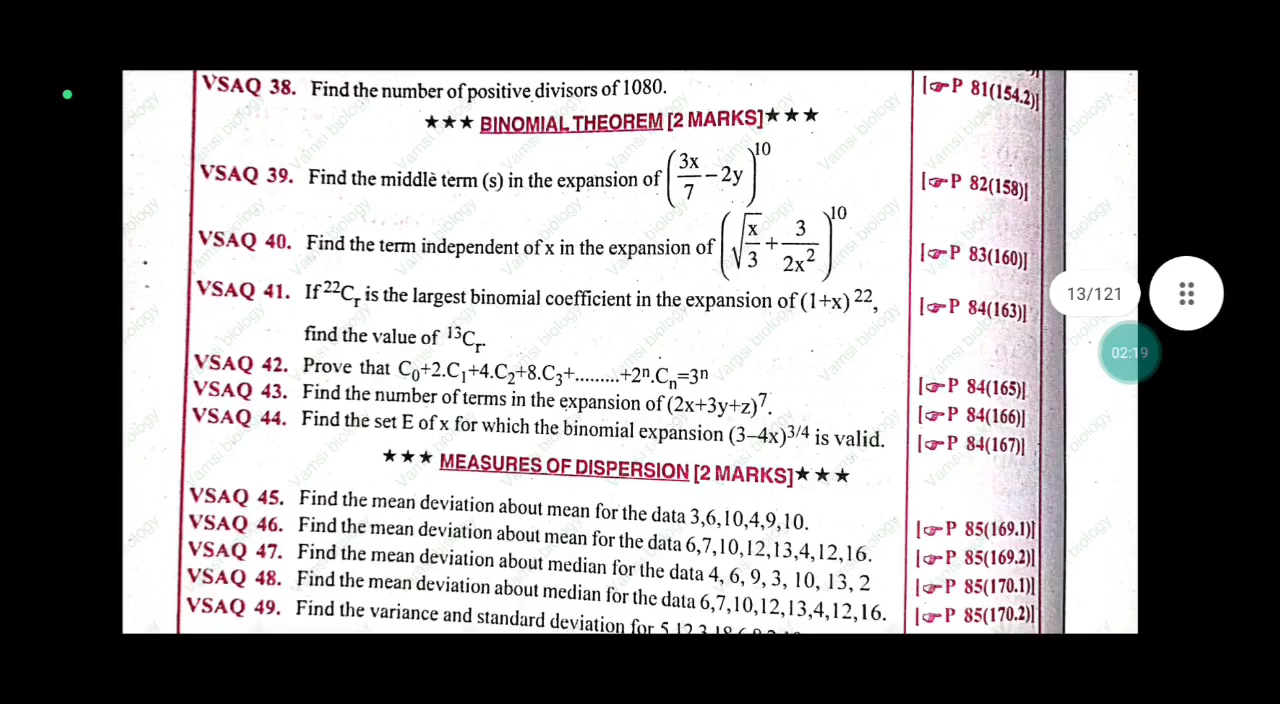 VSAQ 38. Find the number of positive divisors of 1080. [☞P 81(154.2)]
★★★ BINOMIAL THEOREM [2 MARKS]★★★
VSAQ 39. Find the middle term (s) in the expansion of (3x/7 − 2y)^10 [☞P 82(158)]
VSAQ 40. Find the term independent of x in the expansion of (√(x/3) + 3/(2x²))^10 [☞P 83(160)]
VSAQ 41. If ²²Cᵣ is the largest binomial coefficient in the expansion of (1+x)²², [☞P 84(163)]
find the value of ¹³Cᵣ.
VSAQ 42. Prove that C₀+2.C₁+4.C₂+8.C₃+.........+2ⁿ.Cₙ=3ⁿ [☞P 84(165)]
VSAQ 43. Find the number of terms in the expansion of (2x+3y+z)⁷. [☞P 84(166)]
VSAQ 44. Find the set E of x for which the binomial expansion (3–4x)^3/4 is valid. [☞P 84(167)]
★★★ MEASURES OF DISPERSION [2 MARKS]★★★
VSAQ 45. Find the mean deviation about mean for the data 3,6,10,4,9,10. [☞P 85(169.1)]
VSAQ 46. Find the mean deviation about mean for the data 6,7,10,12,13,4,12,16. [☞P 85(169.2)]
VSAQ 47. Find the mean deviation about median for the data 4, 6, 9, 3, 10, 13, 2 [☞P 85(170.1)]
VSAQ 48. Find the mean deviation about median for the data 6,7,10,12,13,4,12,16. [☞P 85(170.2)]
VSAQ 49. Find the variance and standard deviation for 5,12,3,18
13/121
02:19
Vamsi biology